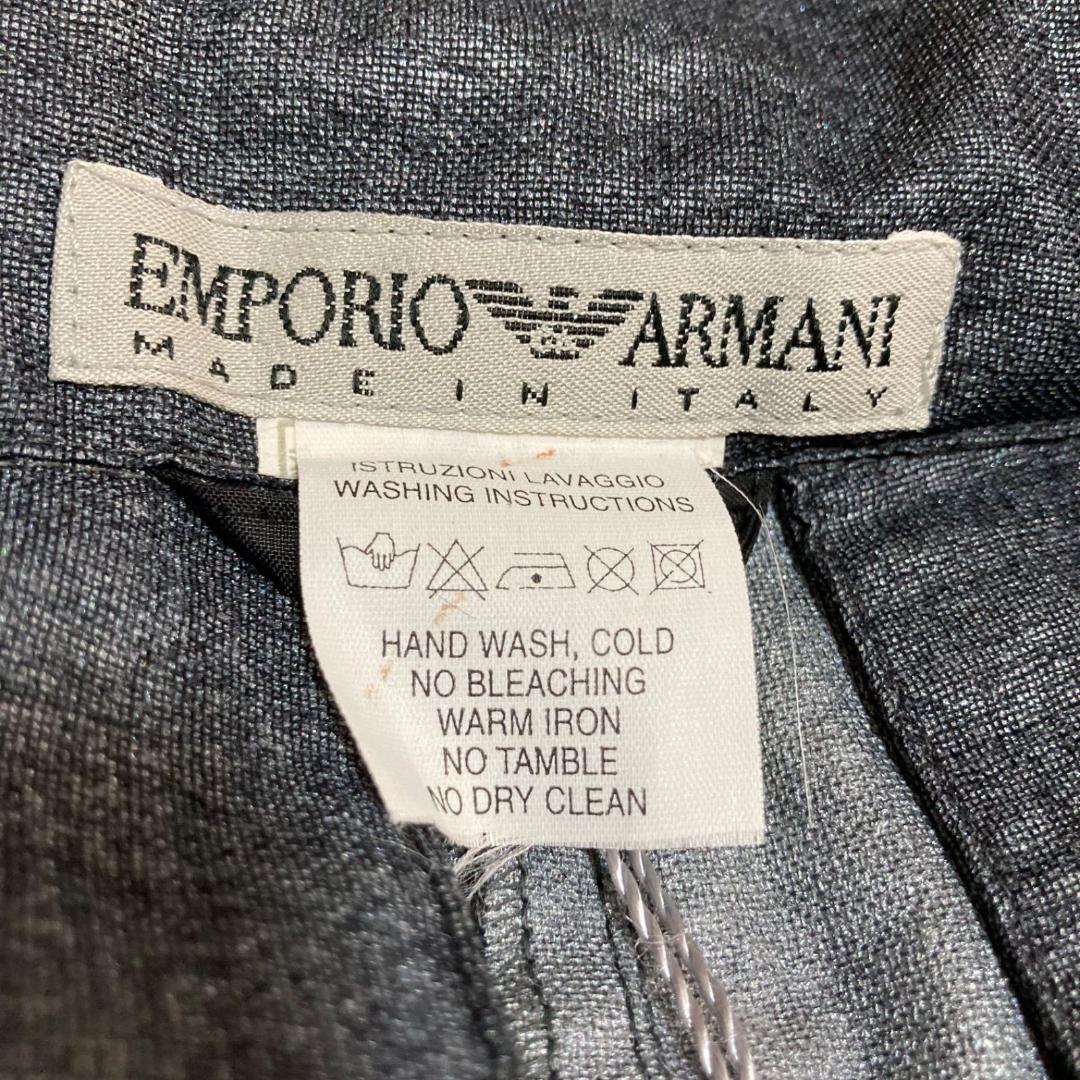 EMPORIO ARMANI
MADE IN ITALY
ISTRUZIONI LAVAGGIO
WASHING INSTRUCTIONS
HAND WASH, COLD
NO BLEACHING
WARM IRON
NO TAMBLE
NO DRY CLEAN